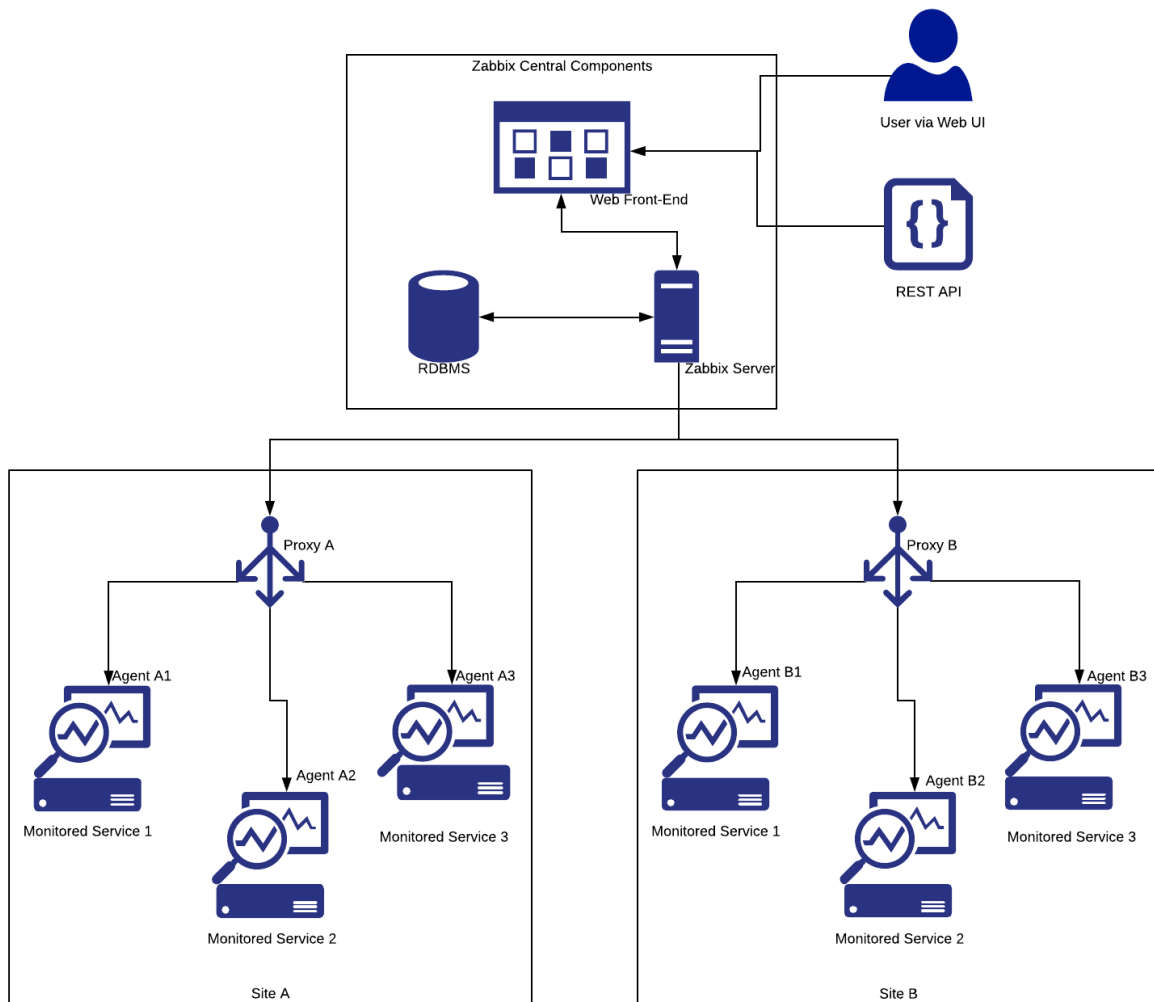 Zabbix Central Components
User via Web UI
Web Front-End
{}
REST API
RDBMS
Zabbix Server
Proxy A
Proxy B
Agent A1
Agent A3
Agent B1
Agent B3
Agent A2
Agent B2
Monitored Service 1
Monitored Service 3
Monitored Service 1
Monitored Service 3
Monitored Service 2
Monitored Service 2
Site A
Site B